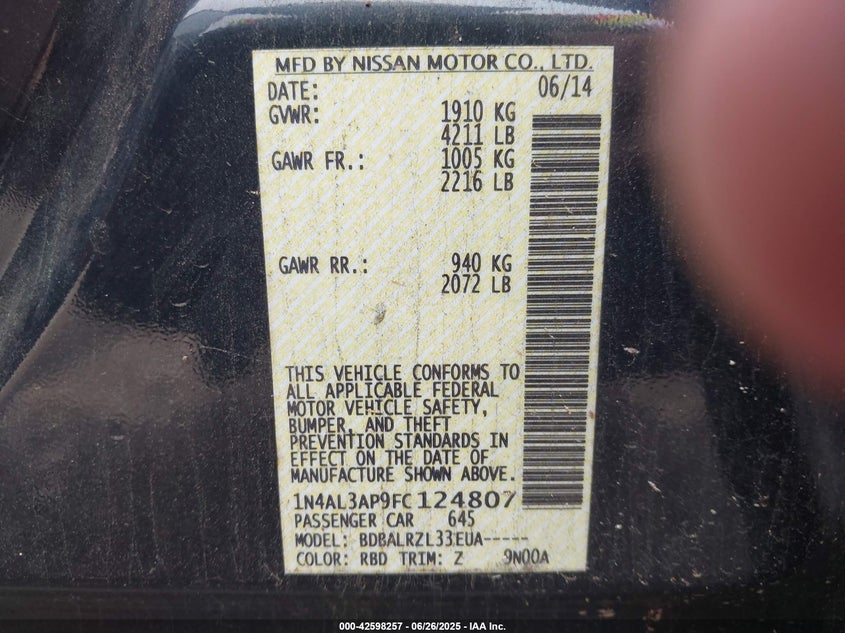 MFD BY NISSAN MOTOR CO., LTD.
DATE: 06/14
GVWR: 1910 KG
4211 LB
GAWR FR.: 1005 KG
2216 LB
GAWR RR.: 940 KG
2072 LB
THIS VEHICLE CONFORMS TO
ALL APPLICABLE FEDERAL
MOTOR VEHICLE SAFETY,
BUMPER, AND THEFT
PREVENTION STANDARDS IN
EFFECT ON THE DATE OF
MANUFACTURE SHOWN ABOVE.
1N4AL3AP9FC124807
PASSENGER CAR 645
MODEL: BDBALRZL33EUA-----
COLOR: RBD TRIM: Z 9N00A
000-42598257 - 06/26/2025 - IAA Inc.